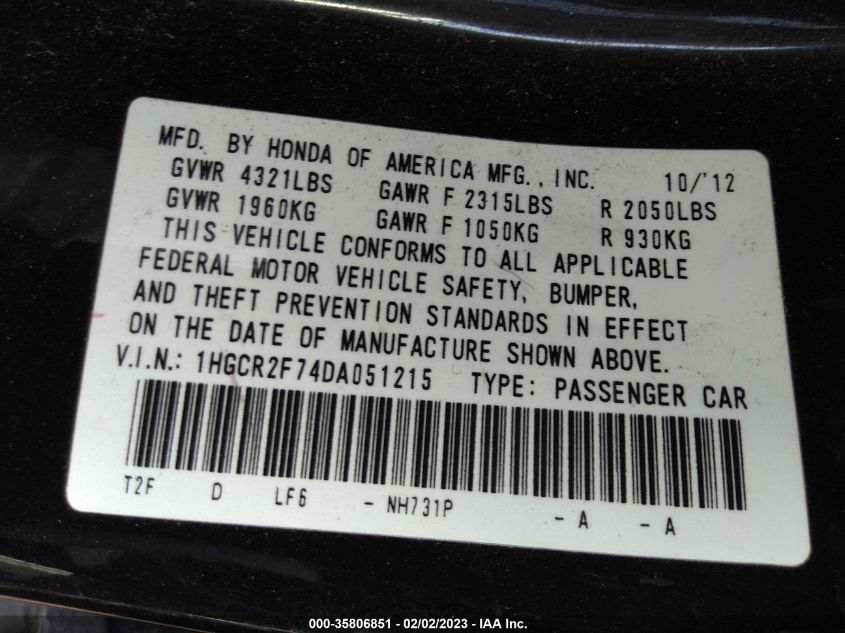 MFD. BY HONDA OF AMERICA MFG., INC. 10/'12
GVWR 4321LBS GAWR F 2315LBS R 2050LBS
GVWR 1960KG GAWR F 1050KG R 930KG
THIS VEHICLE CONFORMS TO ALL APPLICABLE
FEDERAL MOTOR VEHICLE SAFETY, BUMPER,
AND THEFT PREVENTION STANDARDS IN EFFECT
ON THE DATE OF MANUFACTURE SHOWN ABOVE.
V.I.N.: 1HGCR2F74DA051215 TYPE: PASSENGER CAR
T2F D LF6 - NH731P - A - A
000-35806851 - 02/02/2023 - IAA Inc.